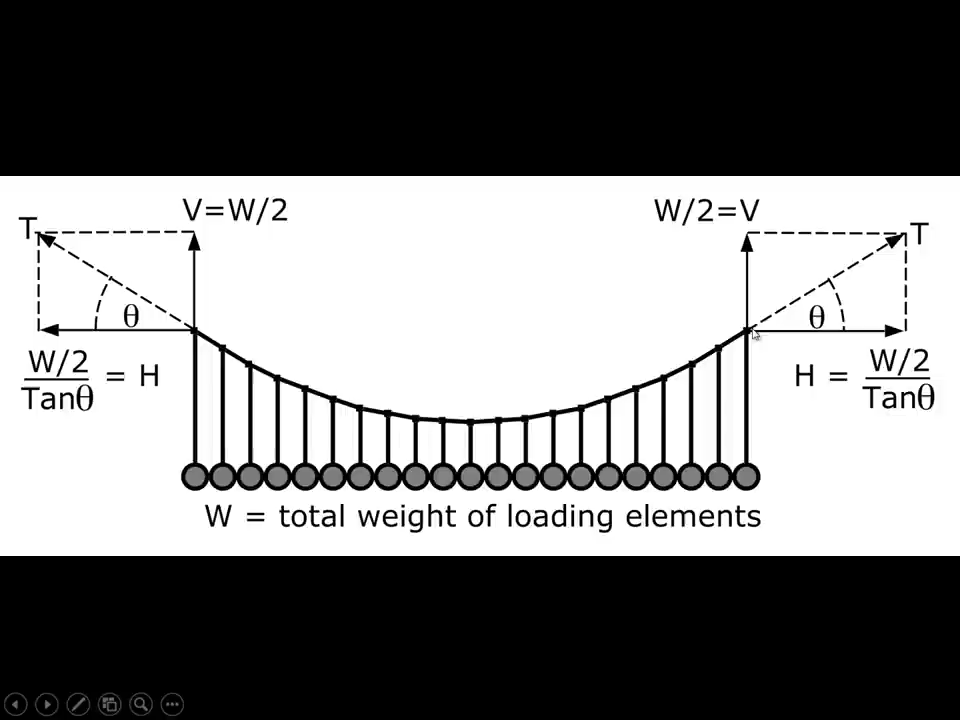 V=W/2
W/2=V
T
T
θ
θ
W/2
Tanθ
= H
H =
W/2
Tanθ
W = total weight of loading elements